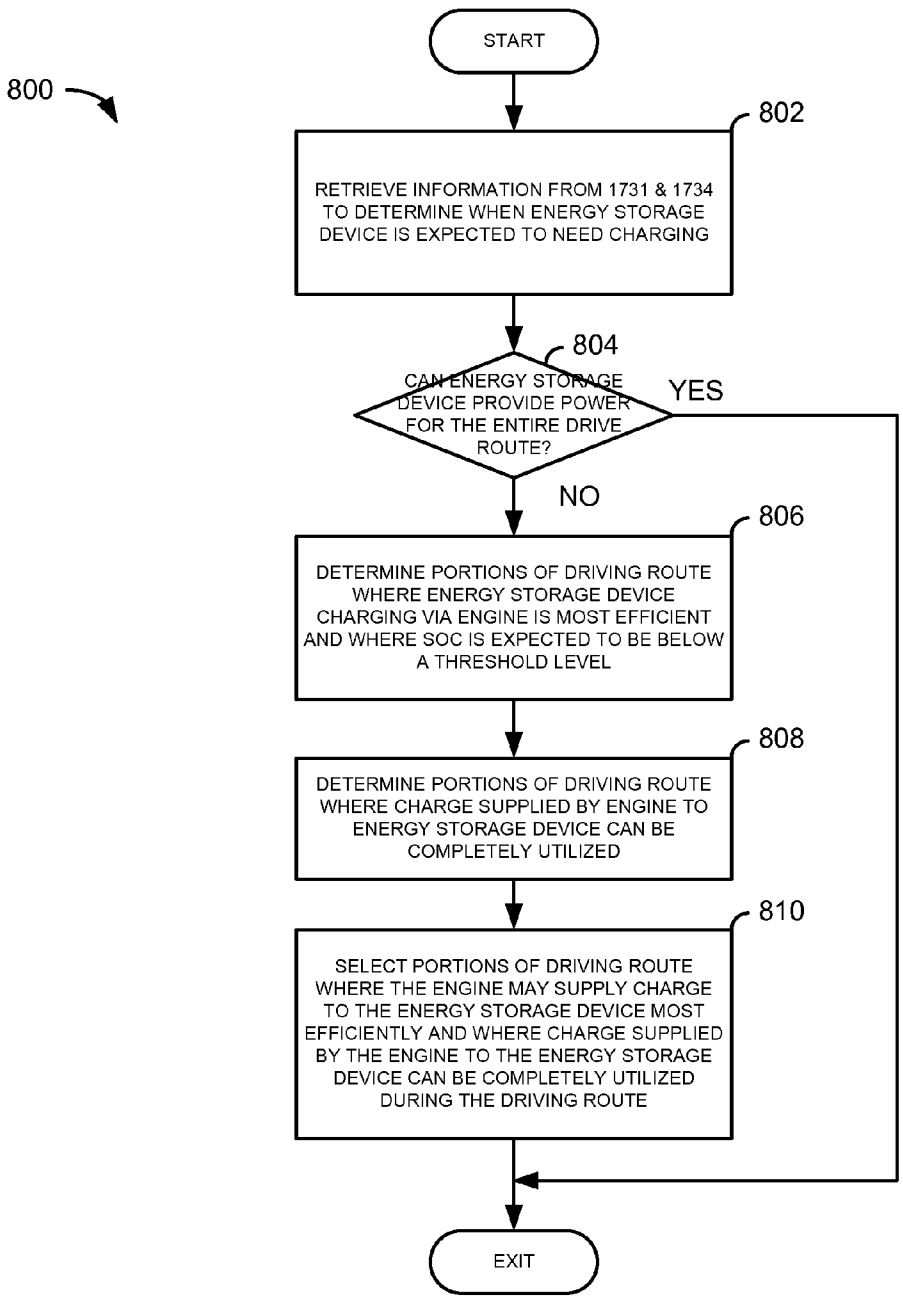 START
800
802
RETRIEVE INFORMATION FROM 1731 & 1734
TO DETERMINE WHEN ENERGY STORAGE
DEVICE IS EXPECTED TO NEED CHARGING
804
CAN ENERGY STORAGE
DEVICE PROVIDE POWER
FOR THE ENTIRE DRIVE
ROUTE?
YES
NO
806
DETERMINE PORTIONS OF DRIVING ROUTE
WHERE ENERGY STORAGE DEVICE
CHARGING VIA ENGINE IS MOST EFFICIENT
AND WHERE SOC IS EXPECTED TO BE BELOW
A THRESHOLD LEVEL
808
DETERMINE PORTIONS OF DRIVING ROUTE
WHERE CHARGE SUPPLIED BY ENGINE TO
ENERGY STORAGE DEVICE CAN BE
COMPLETELY UTILIZED
810
SELECT PORTIONS OF DRIVING ROUTE
WHERE THE ENGINE MAY SUPPLY CHARGE
TO THE ENERGY STORAGE DEVICE MOST
EFFICIENTLY AND WHERE CHARGE SUPPLIED
BY THE ENGINE TO THE ENERGY STORAGE
DEVICE CAN BE COMPLETELY UTILIZED
DURING THE DRIVING ROUTE
EXIT